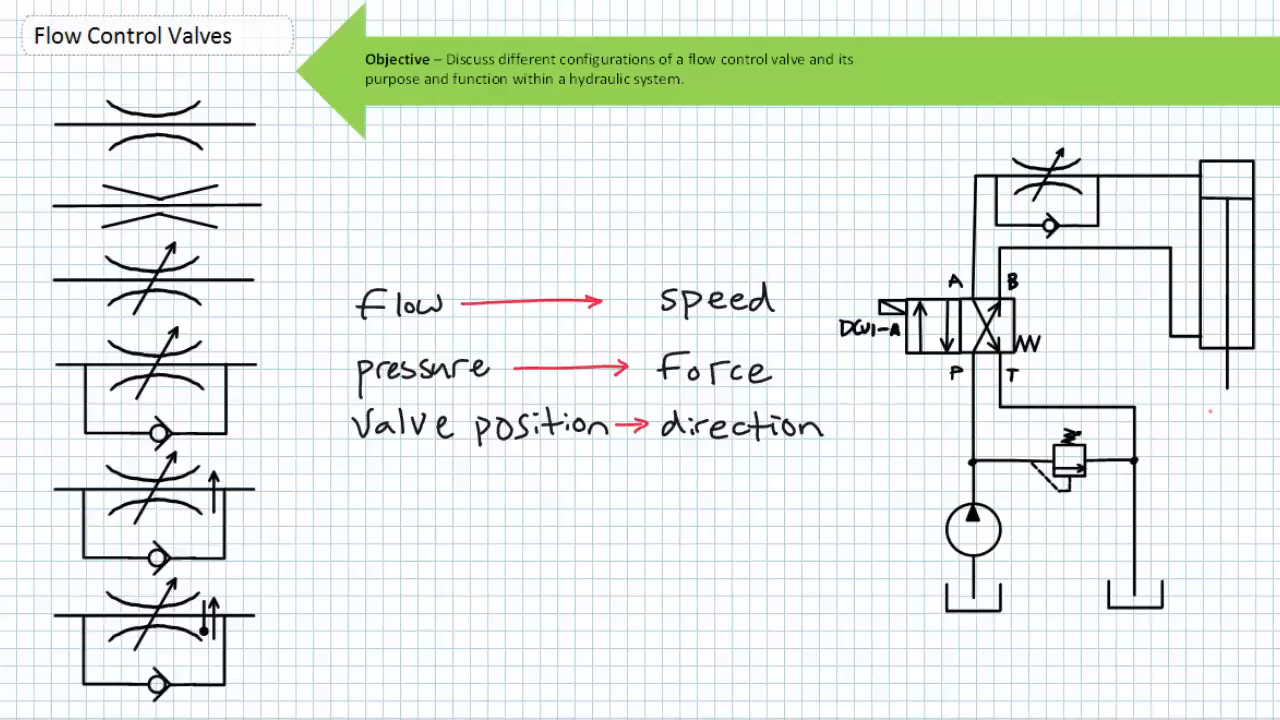 Flow Control Valves
Objective – Discuss different configurations of a flow control valve and its
purpose and function within a hydraulic system.
flow speed
pressure force
valve position direction
A B
DCV1-A
P T